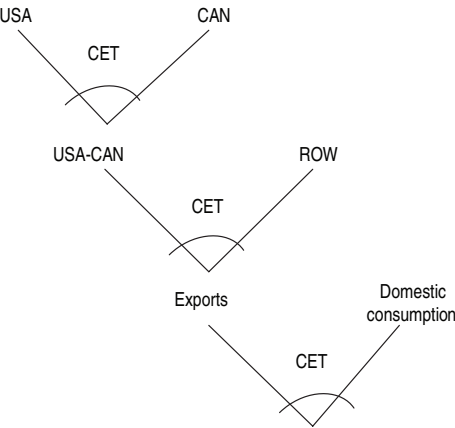 USA
CAN
CET
USA-CAN
ROW
CET
Exports
Domestic
consumption
CET